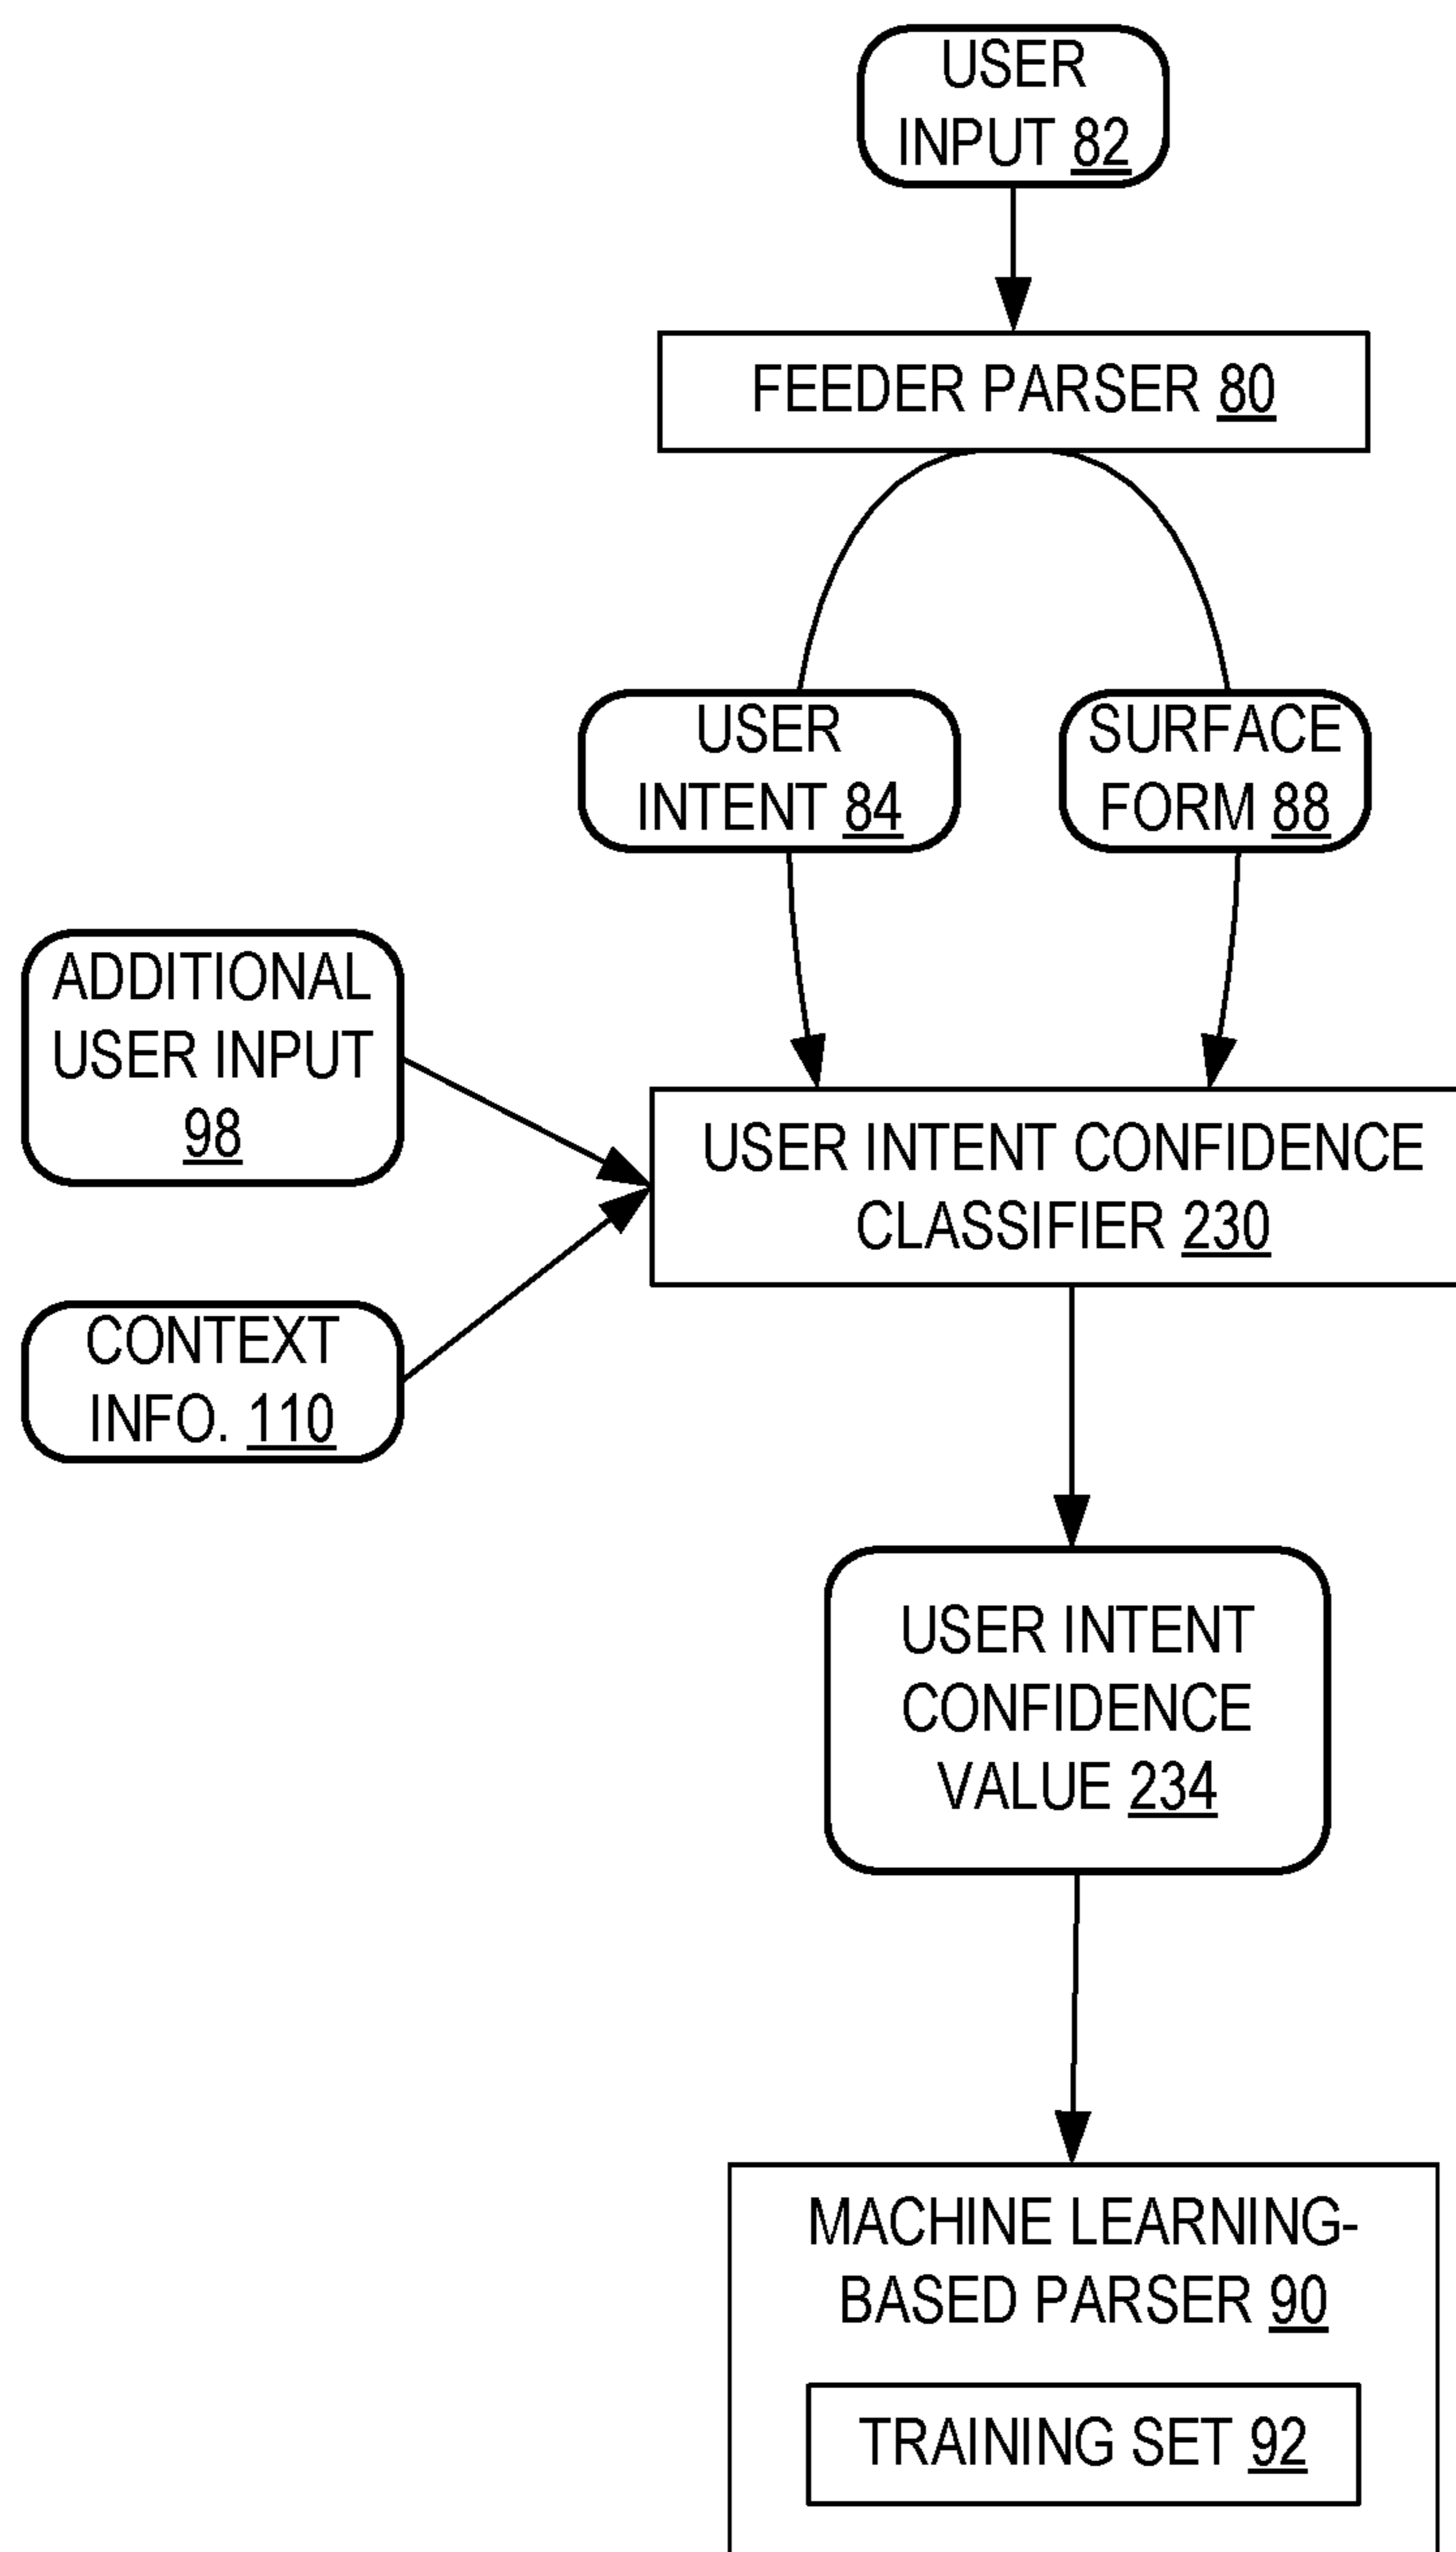 USER
INPUT 82
FEEDER PARSER 80
USER
INTENT 84
SURFACE
FORM 88
ADDITIONAL
USER INPUT
98
USER INTENT CONFIDENCE
CLASSIFIER 230
CONTEXT
INFO. 110
USER INTENT
CONFIDENCE
VALUE 234
MACHINE LEARNING-
BASED PARSER 90
TRAINING SET 92